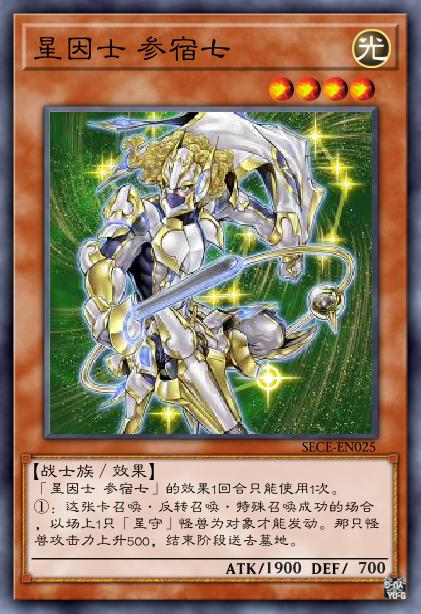 星因士 参宿七
光
SECE-EN025
【战士族／效果】
「星因士 参宿七」的效果1回合只能使用1次。
①：这张卡召唤·反转召唤·特殊召唤成功的场合
，以场上1只「星守」怪兽为对象才能发动。那只怪
兽攻击力上升500，结束阶段送去墓地。
ATK/1900 DEF/ 700